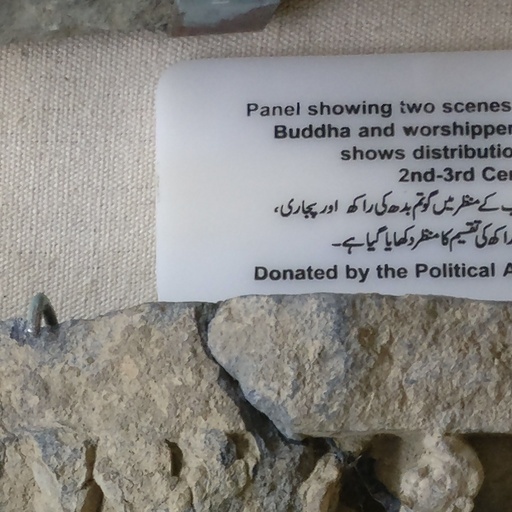 Panel showing two scenes
Buddha and worshipper
shows distributio
2nd-3rd Cer
کے منظر میں گوتم بدھ کی راکھ اور پجاری،
راکھ کی تقسیم کا منظر دکھایا گیا ہے۔
Donated by the Political A